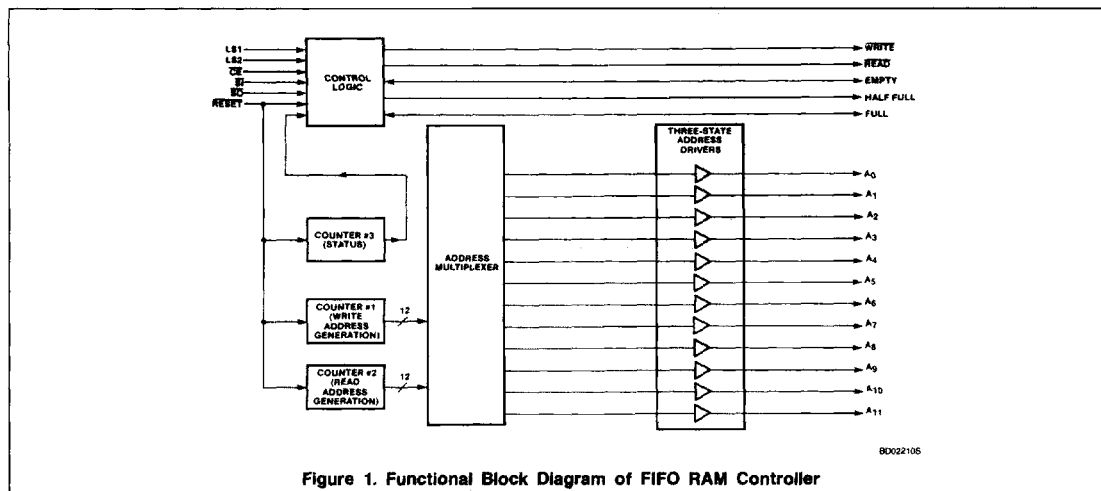 LS1
LS2
CE
SI
SO
RESET
CONTROL
LOGIC
WRITE
READ
EMPTY
HALF FULL
FULL
THREE-STATE
ADDRESS
DRIVERS
COUNTER #3
(STATUS)
COUNTER #1
(WRITE
ADDRESS
GENERATION)
12
COUNTER #2
(READ
ADDRESS
GENERATION)
12
ADDRESS
MULTIPLEXER
A0
A1
A2
A3
A4
A5
A6
A7
A8
A9
A10
A11
BD02210S
Figure 1. Functional Block Diagram of FIFO RAM Controller